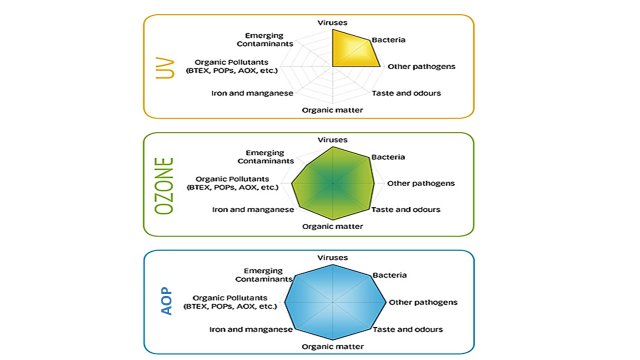 UV
Viruses
Emerging
Contaminants
Bacteria
Organic Pollutants
(BTEX, POPs, AOX, etc.)
Other pathogens
Iron and manganese
Taste and odours
Organic matter
OZONE
Viruses
Emerging
Contaminants
Bacteria
Organic Pollutants
(BTEX, POPs, AOX, etc.)
Other pathogens
Iron and manganese
Taste and odours
Organic matter
AOP
Viruses
Emerging
Contaminants
Bacteria
Organic Pollutants
(BTEX, POPs, AOX, etc.)
Other pathogens
Iron and manganese
Taste and odours
Organic matter